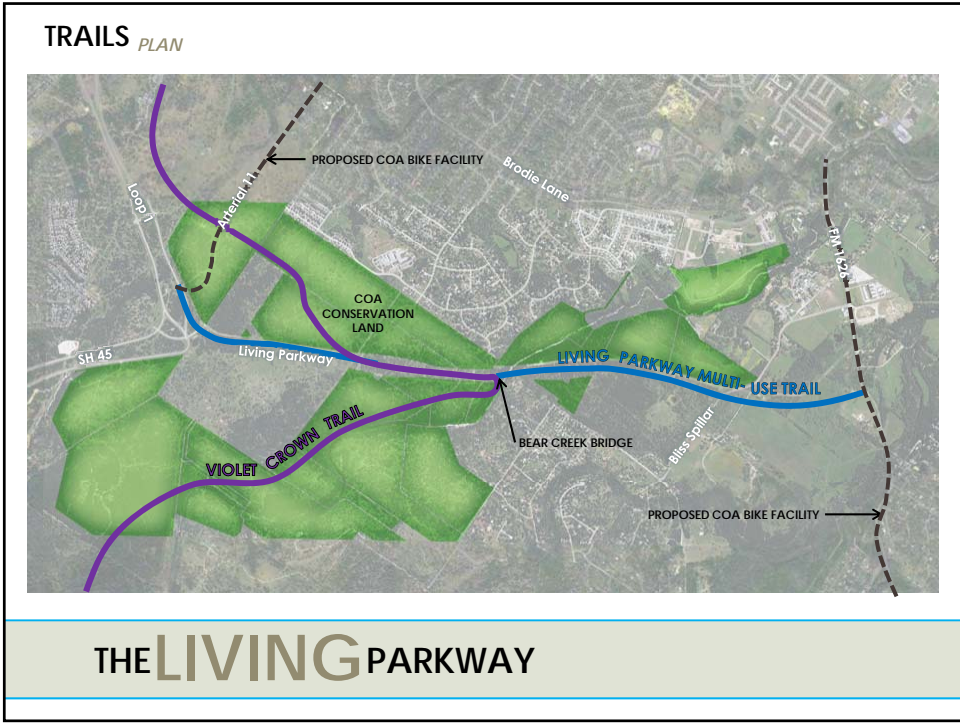 TRAILS PLAN
PROPOSED COA BIKE FACILITY
Brodie Lane
Loop 1
Arterial 11
FM 1626
COA
CONSERVATION
LAND
SH 45
Living Parkway
LIVING PARKWAY MULTI- USE TRAIL
VIOLET CROWN TRAIL
BEAR CREEK BRIDGE
Bliss Spillar
PROPOSED COA BIKE FACILITY
THE LIVING PARKWAY